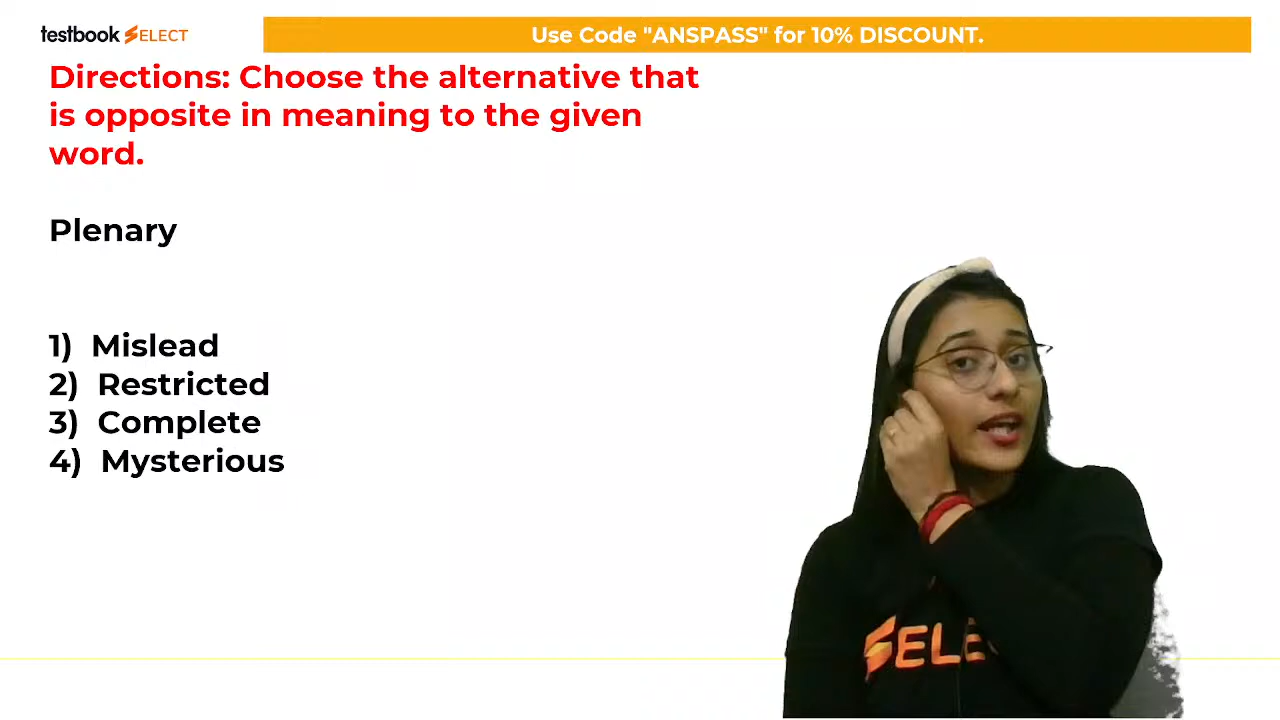 testbook SELECT
Use Code "ANSPASS" for 10% DISCOUNT.
Directions: Choose the alternative that
is opposite in meaning to the given
word.
Plenary
1) Mislead
2) Restricted
3) Complete
4) Mysterious
SELE